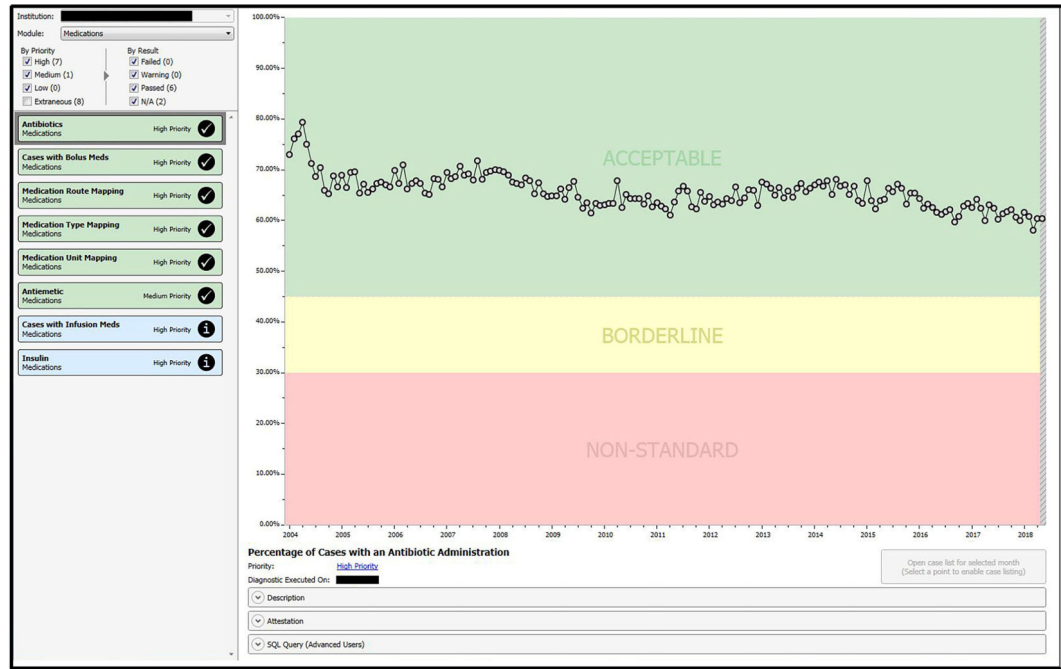 Institution:
Module: Medications
By Priority
By Result
High (7)
Failed (0)
Medium (1)
Warning (0)
Low (0)
Passed (6)
Extraneous (8)
N/A (2)
Antibiotics
Medications
High Priority
Cases with Bolus Meds
Medications
High Priority
Medication Route Mapping
Medications
High Priority
Medication Type Mapping
Medications
High Priority
Medication Unit Mapping
Medications
High Priority
Antiemetic
Medications
Medium Priority
Cases with Infusion Meds
Medications
High Priority
Insulin
Medications
High Priority
100.00%
90.00%
80.00%
70.00%
60.00%
50.00%
40.00%
30.00%
20.00%
10.00%
0.00%
ACCEPTABLE
BORDERLINE
NON-STANDARD
2004 2005 2006 2007 2008 2009 2010 2011 2012 2013 2014 2015 2016 2017 2018
Percentage of Cases with an Antibiotic Administration
Priority: High Priority
Diagnostic Executed On:
Open case list for selected month
(Select a point to enable case listing)
Description
Attestation
SQL Query (Advanced Users)